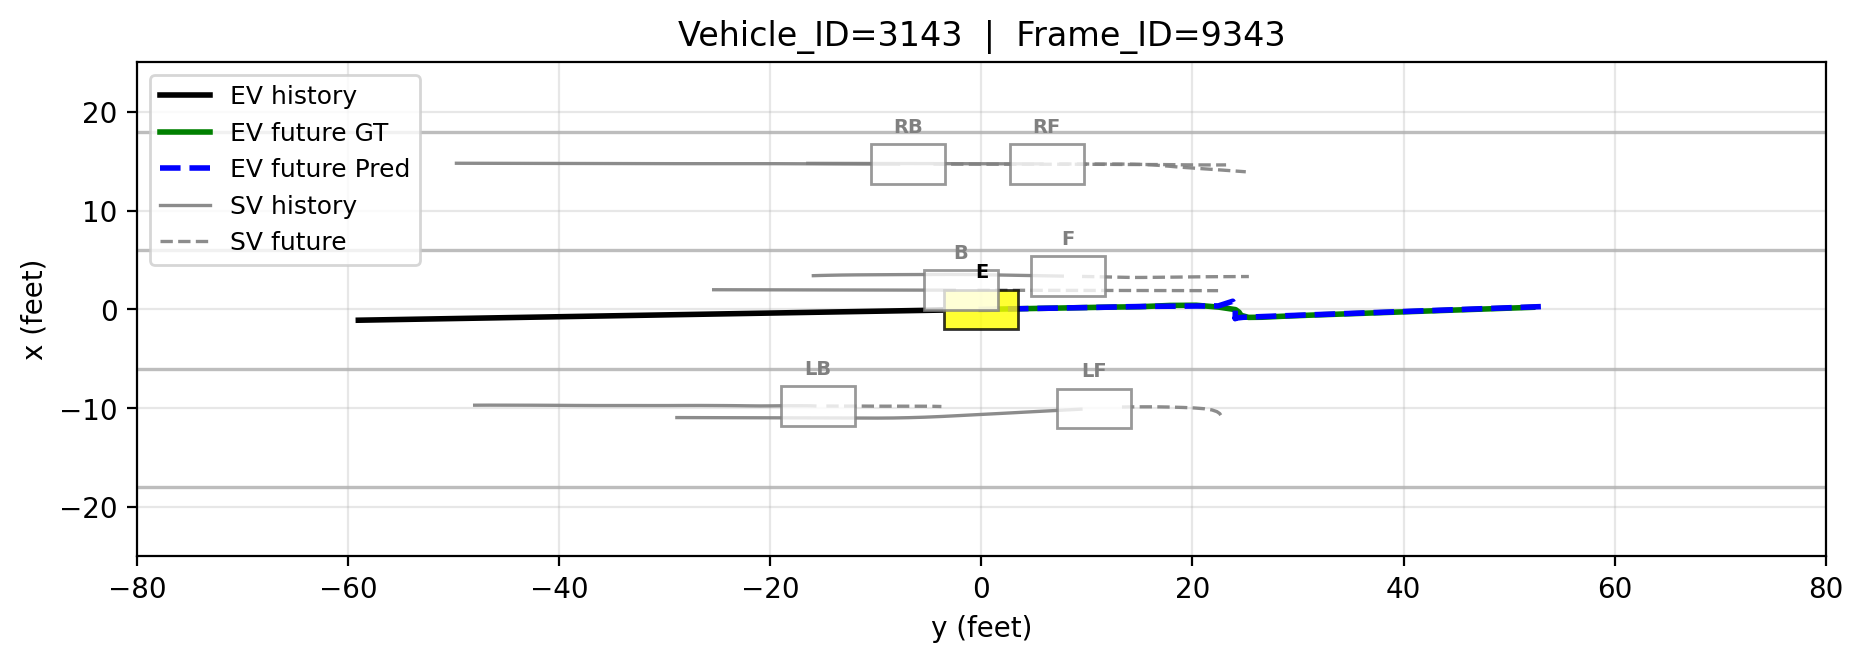 Vehicle_ID=3143 | Frame_ID=9343
EV history
EV future GT
EV future Pred
SV history
SV future
RB
RF
B
F
E
LB
LF
20
10
0
−10
−20
x (feet)
−80
−60
−40
−20
0
20
40
60
80
y (feet)